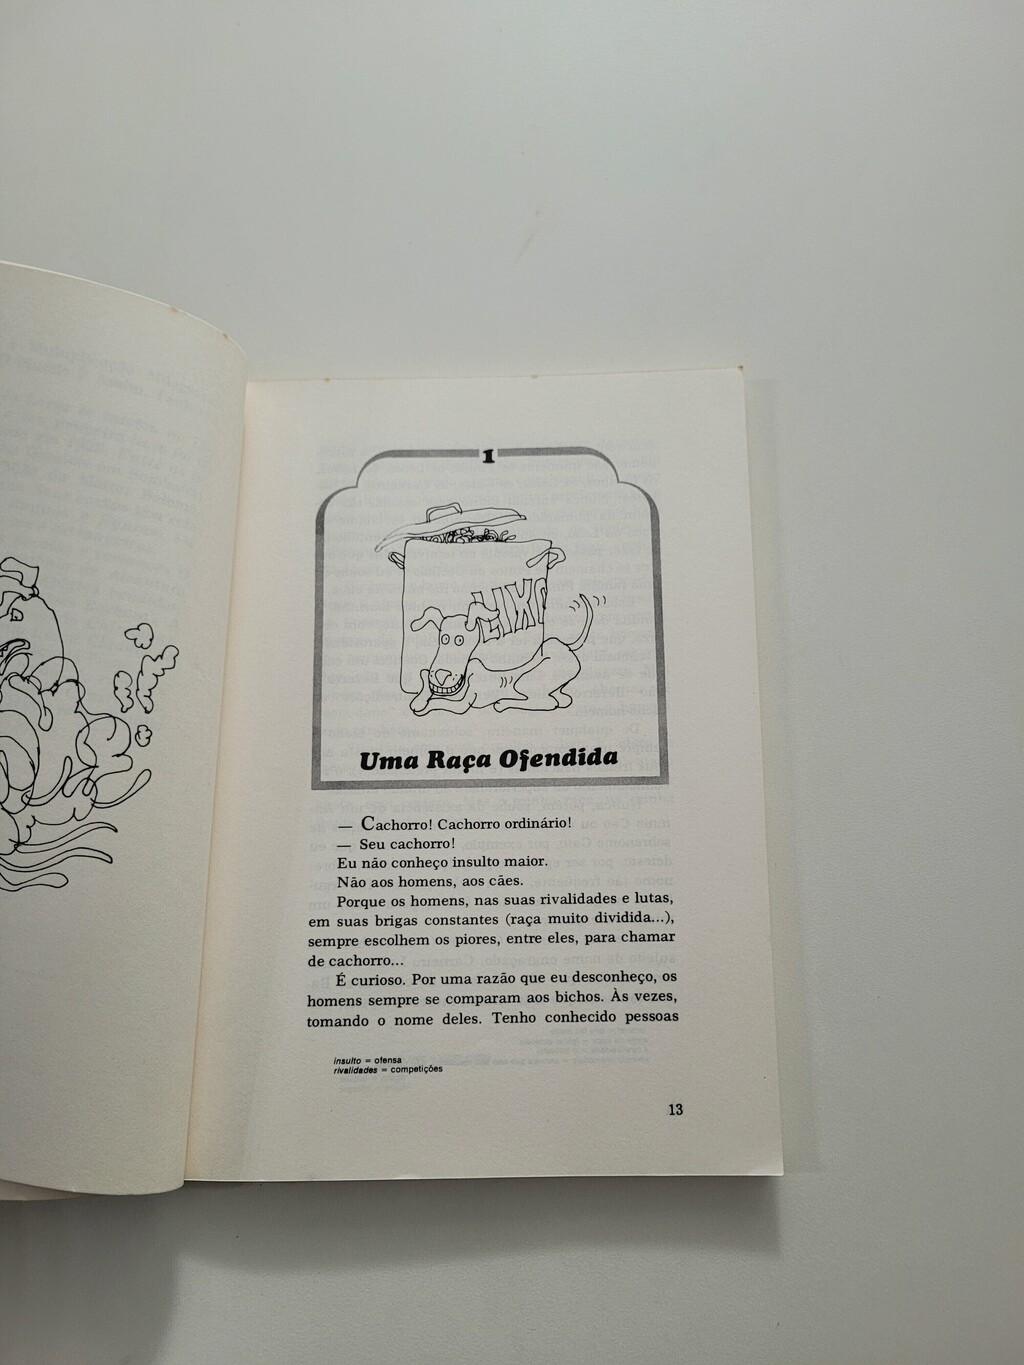 1
LIXO
Uma Raça Ofendida
— Cachorro! Cachorro ordinário!
— Seu cachorro!
Eu não conheço insulto maior.
Não aos homens, aos cães.
Porque os homens, nas suas rivalidades e lutas,
em suas brigas constantes (raça muito dividida...),
sempre escolhem os piores, entre eles, para chamar
de cachorro...
É curioso. Por uma razão que eu desconheço, os
homens sempre se comparam aos bichos. Às vezes,
tomando o nome deles. Tenho conhecido pessoas
insulto = ofensa
rivalidades = competições
13